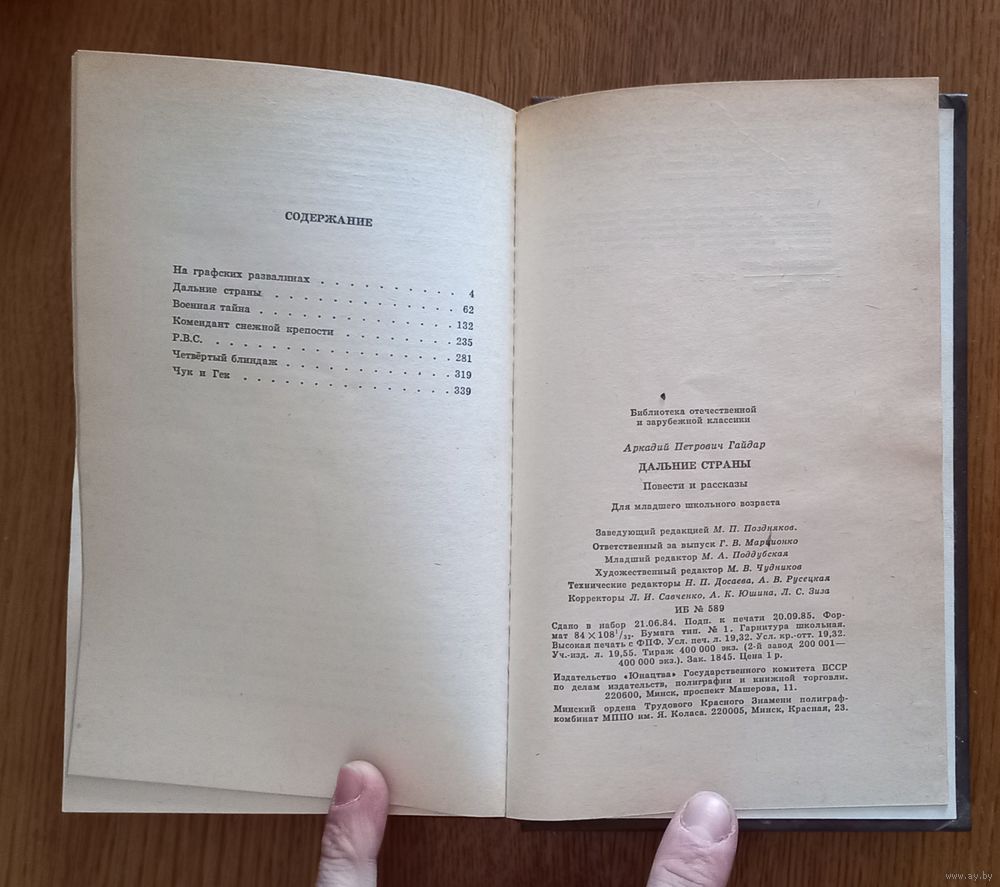 СОДЕРЖАНИЕ
На графских развалинах . . . . . . . . . 4
Дальние страны . . . . . . . . . . . . 62
Военная тайна . . . . . . . . . . . . 132
Комендант снежной крепости . . . . . . . . 235
Р.В.С. . . . . . . . . . . . . . . 281
Четвёртый блиндаж . . . . . . . . . . . 319
Чук и Гек . . . . . . . . . . . . . 339
Библиотека отечественной
и зарубежной классики
Аркадий Петрович Гайдар
ДАЛЬНИЕ СТРАНЫ
Повести и рассказы
Для младшего школьного возраста
Заведующий редакцией М. П. Поздняков.
Ответственный за выпуск Г. В. Марчионко
Младший редактор М. А. Поддубская
Художественный редактор М. В. Чудников
Технические редакторы Н. П. Досаева, А. В. Русецкая
Корректоры Л. И. Савченко, А. К. Юшина, Л. С. Зиза
ИБ № 589
Сдано в набор 21.06.84. Подп. к печати 20.09.85. Фор-
мат 84×108¹/₃₂. Бумага тип. № 1. Гарнитура школьная.
Высокая печать с ФПФ. Усл. печ. л. 19,32. Усл. кр.-отт. 19,32.
Уч.-изд. л. 19,55. Тираж 400 000 экз. (2-й завод 200 001—
400 000 экз.). Зак. 1845. Цена 1 р.
Издательство «Юнацтва» Государственного комитета БССР
по делам издательств, полиграфии и книжной торговли.
220600, Минск, проспект Машерова, 11.
Минский ордена Трудового Красного Знамени полиграф-
комбинат МППО им. Я. Коласа. 220005, Минск, Красная, 23.
www.ay.by